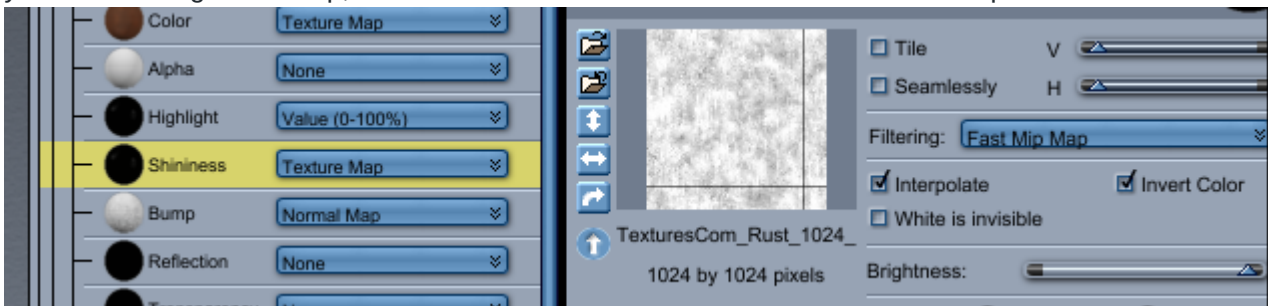 Color Texture Map
Alpha None
Highlight Value (0-100%)
Shininess Texture Map
Bump Normal Map
Reflection None
Tile V
Seamlessly H
Filtering: Fast Mip Map
Interpolate Invert Color
White is invisible
TexturesCom_Rust_1024_
1024 by 1024 pixels
Brightness: